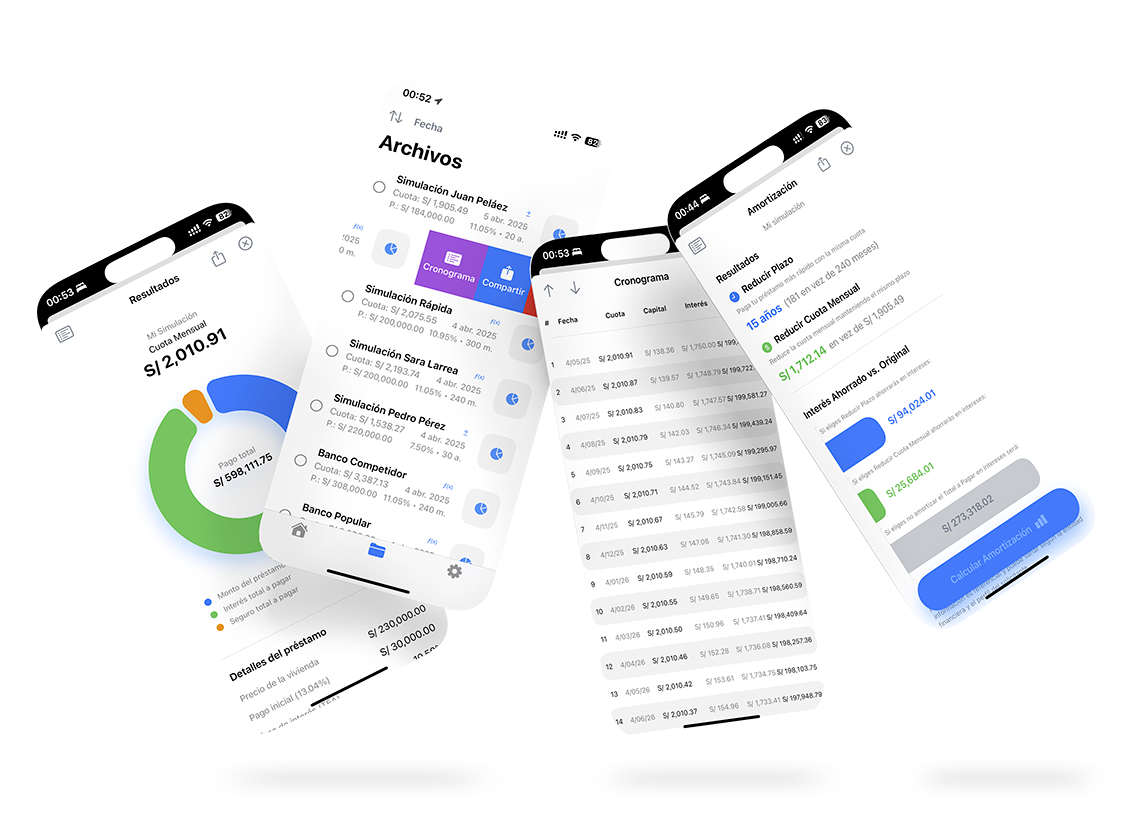 00:53
82
Resultados
Mi Simulación
Cuota Mensual
S/ 2,010.91
Pago total
S/ 598,111.75
Monto del préstamo
Interés total a pagar
Seguro total a pagar
Detalles del préstamo
Precio de la vivienda
S/ 230,000.00
Pago inicial (13.04%)
S/ 30,000.00
00:52
82
Fecha
Archivos
Simulación Juan Peláez
Cuota: S/ 1,905.49 5 abr. 2025
P.: S/ 184,000.00 11.05% • 20 a.
f(x)
2025
0 m.
Cronograma
Compartir
Simulación Rápida f(x)
Cuota: S/ 2,075.55 4 abr. 2025
P.: S/ 200,000.00 10.95% • 300 m.
Simulación Sara Larrea f(x)
Cuota: S/ 2,193.74 4 abr. 2025
P.: S/ 200,000.00 11.05% • 240 m.
Simulación Pedro Pérez ±
Cuota: S/ 1,538.27 4 abr. 2025
P.: S/ 220,000.00 7.50% • 30 a.
Banco Competidor f(x)
Cuota: S/ 3,387.13 4 abr. 2025
P.: S/ 308,000.00 11.05% • 240 m.
Banco Popular f(x)
00:53
Cronograma
# Fecha Cuota Capital Interés
1 4/05/25 S/ 2,010.91 S/ 138.36 S/ 1,750.00
2 4/06/25 S/ 2,010.87 S/ 139.57 S/ 1,748.79 S/ 199,722.
3 4/07/25 S/ 2,010.83 S/ 140.80 S/ 1,747.57 S/ 199,581.27
4 4/08/25 S/ 2,010.79 S/ 142.03 S/ 1,746.34 S/ 199,439.24
5 4/09/25 S/ 2,010.75 S/ 143.27 S/ 1,745.09 S/ 199,295.97
6 4/10/25 S/ 2,010.71 S/ 144.52 S/ 1,743.84 S/ 199,151.45
7 4/11/25 S/ 2,010.67 S/ 145.79 S/ 1,742.58 S/ 199,005.66
8 4/12/25 S/ 2,010.63 S/ 147.06 S/ 1,741.30 S/ 198,858.59
9 4/01/26 S/ 2,010.59 S/ 148.35 S/ 1,740.01 S/ 198,710.24
10 4/02/26 S/ 2,010.55 S/ 149.65 S/ 1,738.71 S/ 198,560.59
11 4/03/26 S/ 2,010.50 S/ 150.96 S/ 1,737.41 S/ 198,409.64
12 4/04/26 S/ 2,010.46 S/ 152.28 S/ 1,736.08 S/ 198,257.36
13 4/05/26 S/ 2,010.42 S/ 153.61 S/ 1,734.75 S/ 198,103.75
14 4/06/26 S/ 2,010.37 S/ 154.96 S/ 1,733.41 S/ 197,948.79
00:44
83
Amortización
Mi simulación
Resultados
Reducir Plazo
Paga tu préstamo más rápido con la misma cuota
15 años (181 en vez de 240 meses)
Reducir Cuota Mensual
Reduce la cuota mensual manteniendo el mismo plazo
S/ 1,712.14 en vez de S/ 1,905.49
Interés Ahorrado vs. Original
Si eliges Reducir Plazo ahorrarás en intereses:
S/ 94,024.01
Si eliges Reducir Cuota Mensual ahorrarás en intereses:
S/ 25,684.01
Si eliges no amortizar el Total a Pagar en intereses será:
S/ 273,318.02
Calcular Amortización